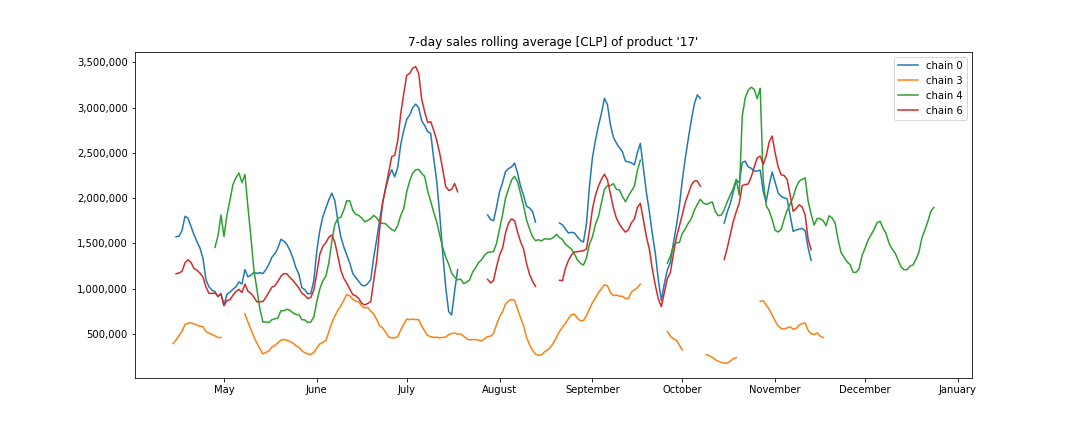 7-day sales rolling average [CLP] of product '17'
3,500,000
3,000,000
2,500,000
2,000,000
1,500,000
1,000,000
500,000
chain 0
chain 3
chain 4
chain 6
May June July August September October November December January